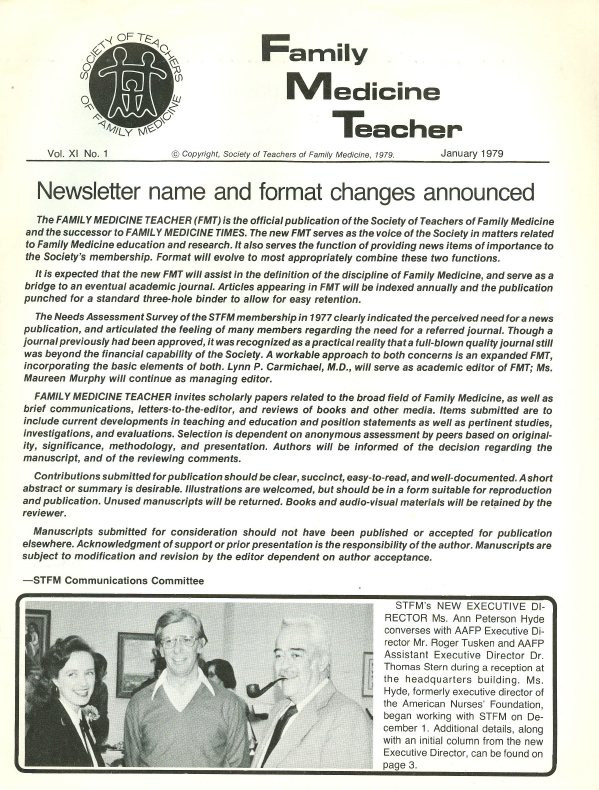 SOCIETY OF TEACHERS
OF FAMILY MEDICINE
Family
Medicine
Teacher
Vol. XI No. 1
© Copyright, Society of Teachers of Family Medicine, 1979.
January 1979
Newsletter name and format changes announced
The FAMILY MEDICINE TEACHER (FMT) is the official publication of the Society of Teachers of Family Medicine
and the successor to FAMILY MEDICINE TIMES. The new FMT serves as the voice of the Society in matters related
to Family Medicine education and research. It also serves the function of providing news items of importance to
the Society's membership. Format will evolve to most appropriately combine these two functions.
It is expected that the new FMT will assist in the definition of the discipline of Family Medicine, and serve as a
bridge to an eventual academic journal. Articles appearing in FMT will be indexed annually and the publication
punched for a standard three-hole binder to allow for easy retention.
The Needs Assessment Survey of the STFM membership in 1977 clearly indicated the perceived need for a news
publication, and articulated the feeling of many members regarding the need for a referred journal. Though a
journal previously had been approved, it was recognized as a practical reality that a full-blown quality journal still
was beyond the financial capability of the Society. A workable approach to both concerns is an expanded FMT,
incorporating the basic elements of both. Lynn P. Carmichael, M.D., will serve as academic editor of FMT; Ms.
Maureen Murphy will continue as managing editor.
FAMILY MEDICINE TEACHER invites scholarly papers related to the broad field of Family Medicine, as well as
brief communications, letters-to-the-editor, and reviews of books and other media. Items submitted are to
include current developments in teaching and education and position statements as well as pertinent studies,
investigations, and evaluations. Selection is dependent on anonymous assessment by peers based on original-
ity, significance, methodology, and presentation. Authors will be informed of the decision regarding the
manuscript, and of the reviewing comments.
Contributions submitted for publication should be clear, succinct, easy-to-read, and well-documented. A short
abstract or summary is desirable. Illustrations are welcomed, but should be in a form suitable for reproduction
and publication. Unused manuscripts will be returned. Books and audio-visual materials will be retained by the
reviewer.
Manuscripts submitted for consideration should not have been published or accepted for publication
elsewhere. Acknowledgment of support or prior presentation is the responsibility of the author. Manuscripts are
subject to modification and revision by the editor dependent on author acceptance.
—STFM Communications Committee
STFM's NEW EXECUTIVE DI-
RECTOR Ms. Ann Peterson Hyde
converses with AAFP Executive Di-
rector Mr. Roger Tusken and AAFP
Assistant Executive Director Dr.
Thomas Stern during a reception at
the headquarters building. Ms.
Hyde, formerly executive director of
the American Nurses' Foundation,
began working with STFM on De-
cember 1. Additional details, along
with an initial column from the new
Executive Director, can be found on
page 3.